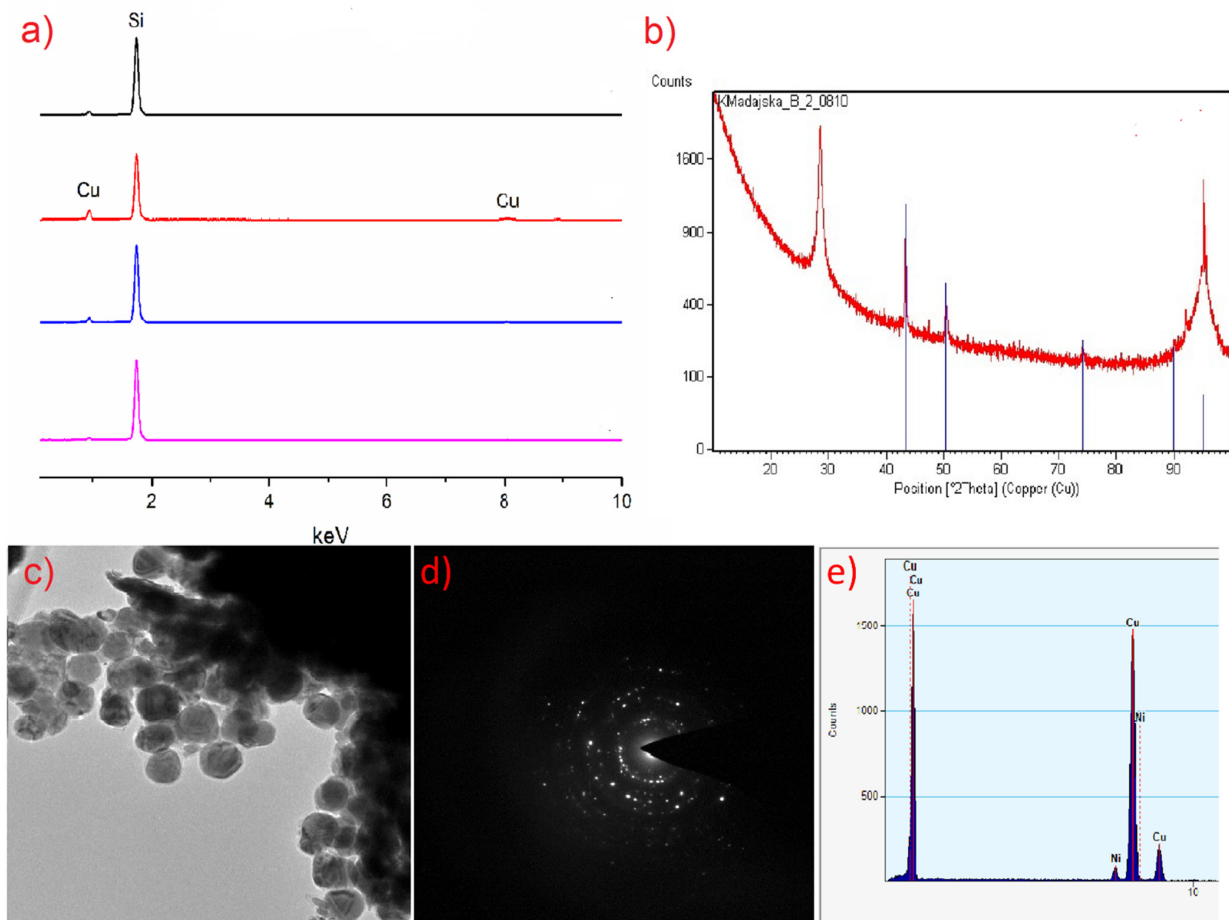 a)
Si
Cu
Cu
2
4
6
8
10
keV
b)
Counts
KMadajska_B_2_0810
1600
900
400
100
0
20
30
40
50
60
70
80
90
Position [°2Theta] (Copper (Cu))
c)
d)
e)
Cu
Cu
Cu
1500
1000
500
Counts
Cu
Ni
Ni
Cu
10